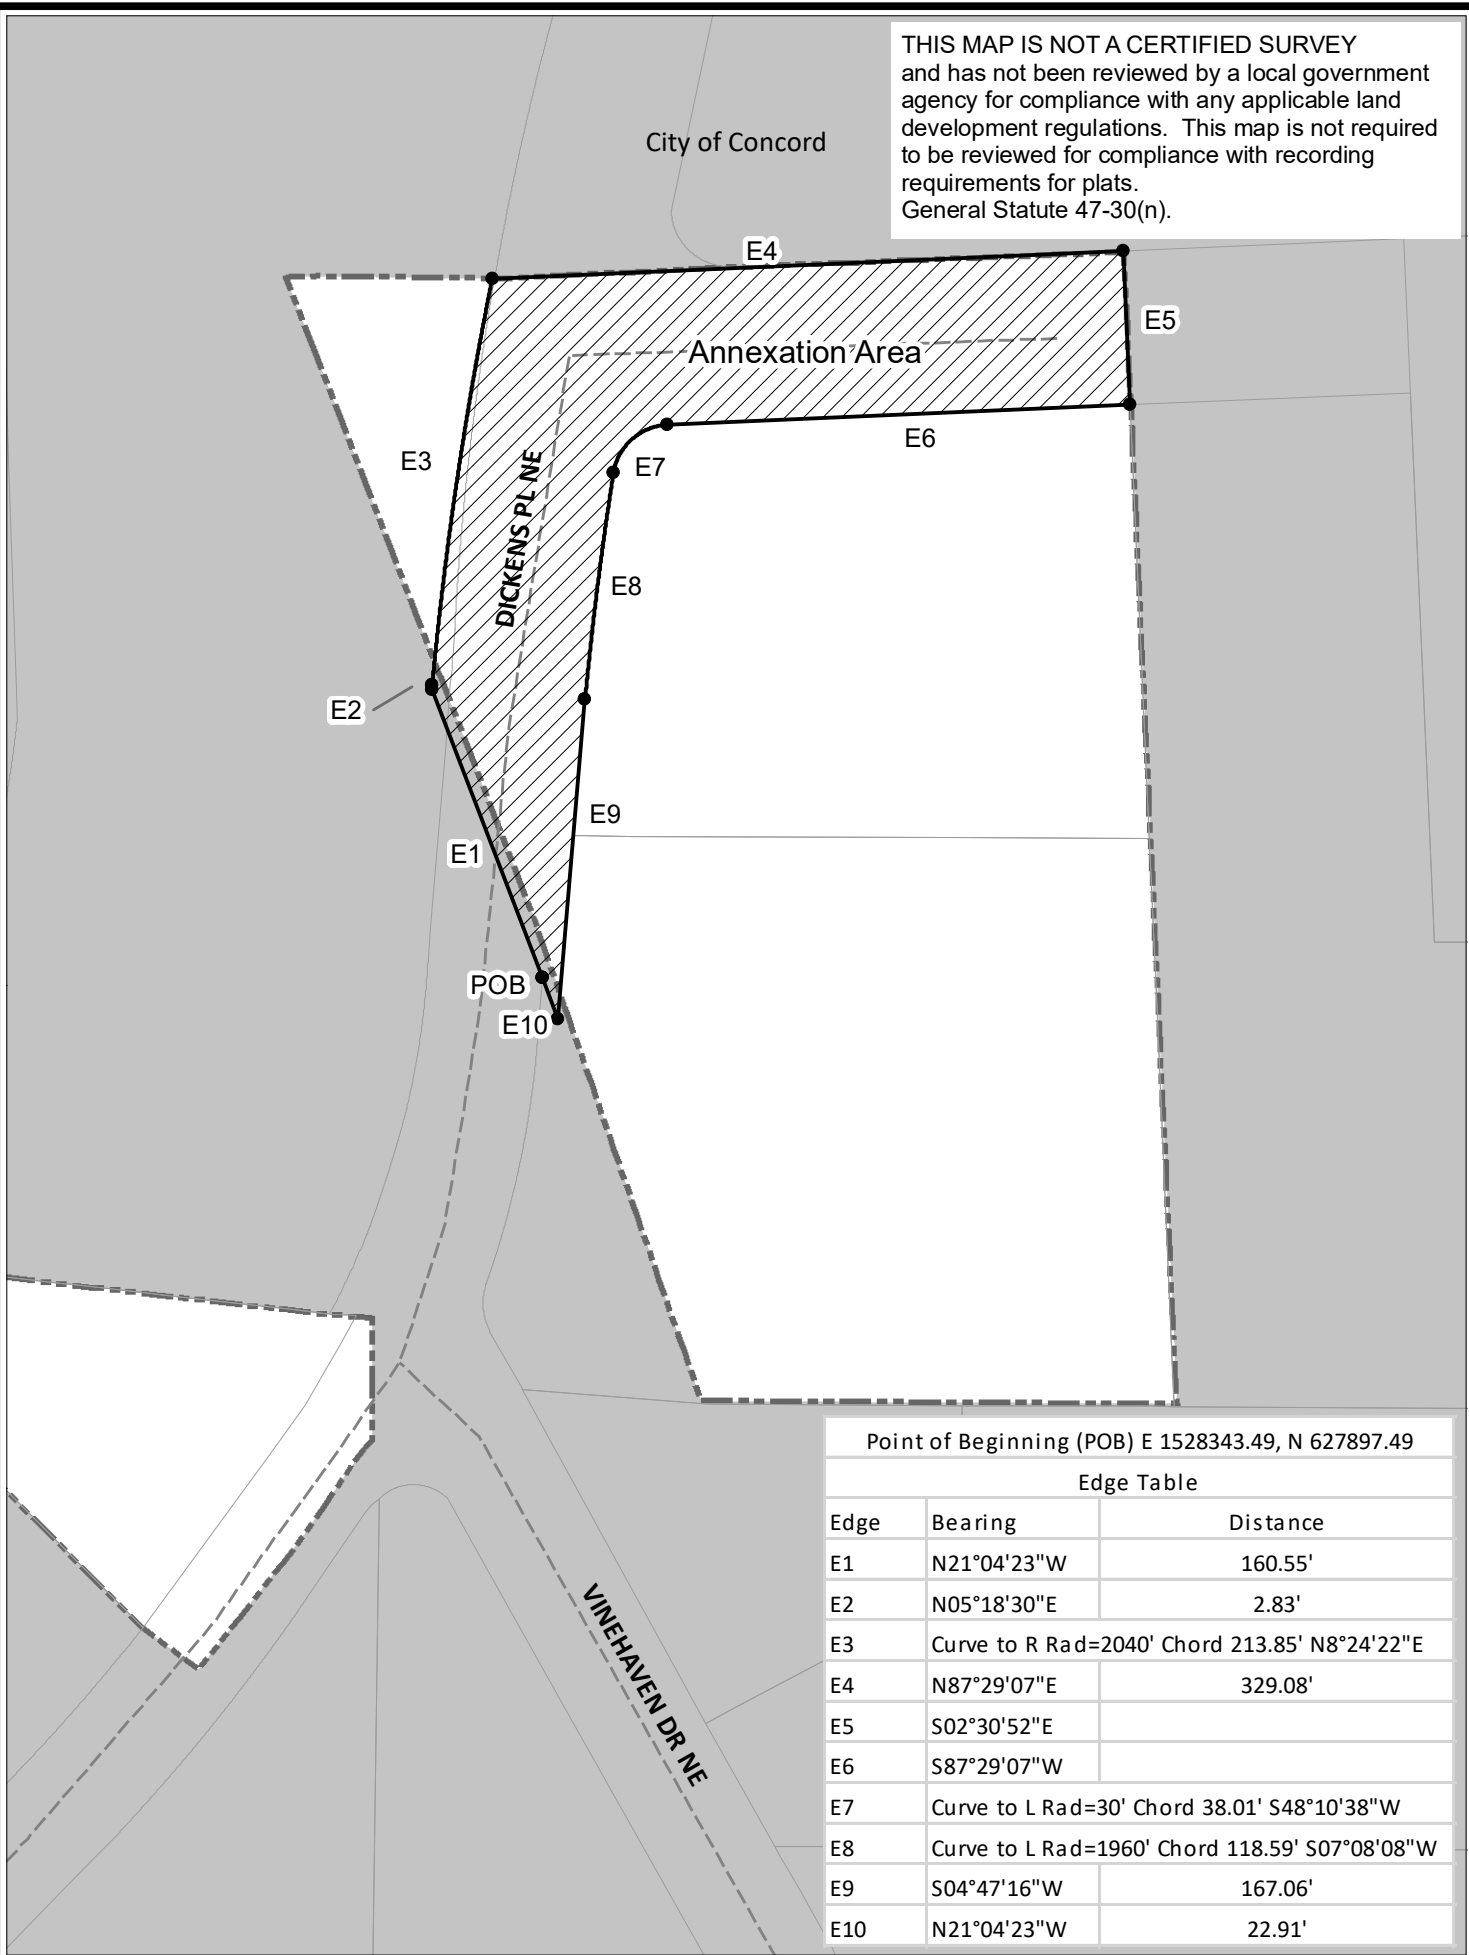 THIS MAP IS NOT A CERTIFIED SURVEY
and has not been reviewed by a local government
agency for compliance with any applicable land
development regulations. This map is not required
to be reviewed for compliance with recording
requirements for plats.
General Statute 47-30(n).
City of Concord
E4
E5
Annexation Area
E3
E6
E7
DICKENS PL NE
E8
E2
E9
E1
POB
E10
VINEHAVEN DR NE
Point of Beginning (POB) E 1528343.49, N 627897.49
Edge Table
Edge Bearing Distance
E1 N21°04'23"W 160.55'
E2 N05°18'30"E 2.83'
E3 Curve to R Rad=2040' Chord 213.85' N8°24'22"E
E4 N87°29'07"E 329.08'
E5 S02°30'52"E
E6 S87°29'07"W
E7 Curve to L Rad=30' Chord 38.01' S48°10'38"W
E8 Curve to L Rad=1960' Chord 118.59' S07°08'08"W
E9 S04°47'16"W 167.06'
E10 N21°04'23"W 22.91'